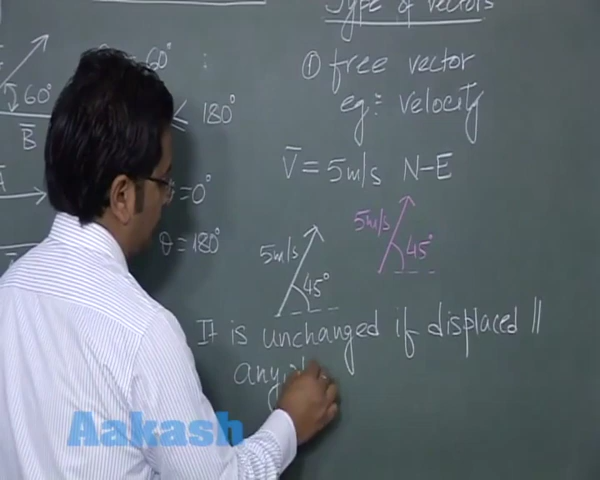 Type of vectors
60°
60°
180°
B̅
A̅
= 0°
θ = 180°
① free vector
eg:- velocity
V̅ = 5m/s N-E
5m/s
45°
5m/s
45°
It is unchanged if displaced ||
any
Aakash